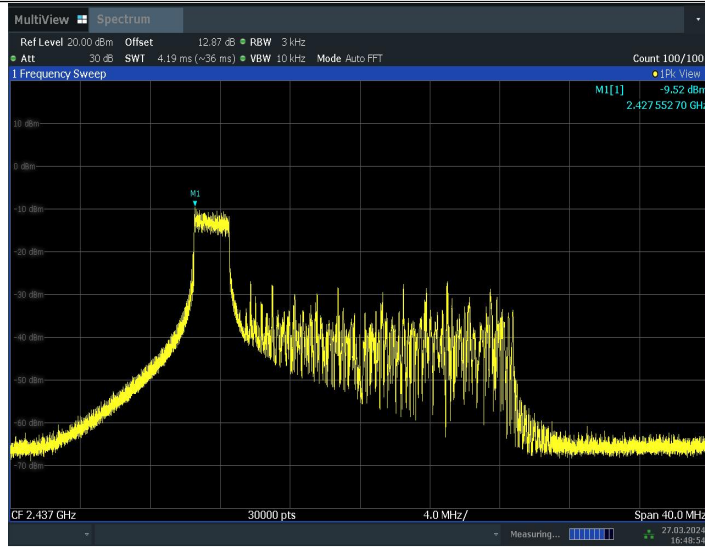 MultiView Spectrum
Ref Level 20.00 dBm Offset 12.87 dB RBW 3 kHz
Att 30 dB SWT 4.19 ms (~36 ms) VBW 10 kHz Mode Auto FFT Count 100/100
1 Frequency Sweep 1Pk View
M1[1] -9.52 dBm
2.427 552 70 GHz
10 dBm
0 dBm
M1
-10 dBm
-20 dBm
-30 dBm
-40 dBm
-50 dBm
-60 dBm
-70 dBm
CF 2.437 GHz 30000 pts 4.0 MHz/ Span 40.0 MHz
Measuring... 27.03.2024
16:48:54